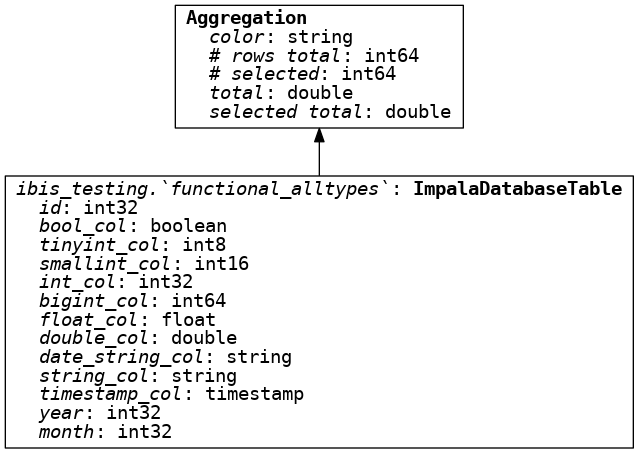 Aggregation
color: string
# rows total: int64
# selected: int64
total: double
selected total: double
ibis_testing.`functional_alltypes`: ImpalaDatabaseTable
id: int32
bool_col: boolean
tinyint_col: int8
smallint_col: int16
int_col: int32
bigint_col: int64
float_col: float
double_col: double
date_string_col: string
string_col: string
timestamp_col: timestamp
year: int32
month: int32